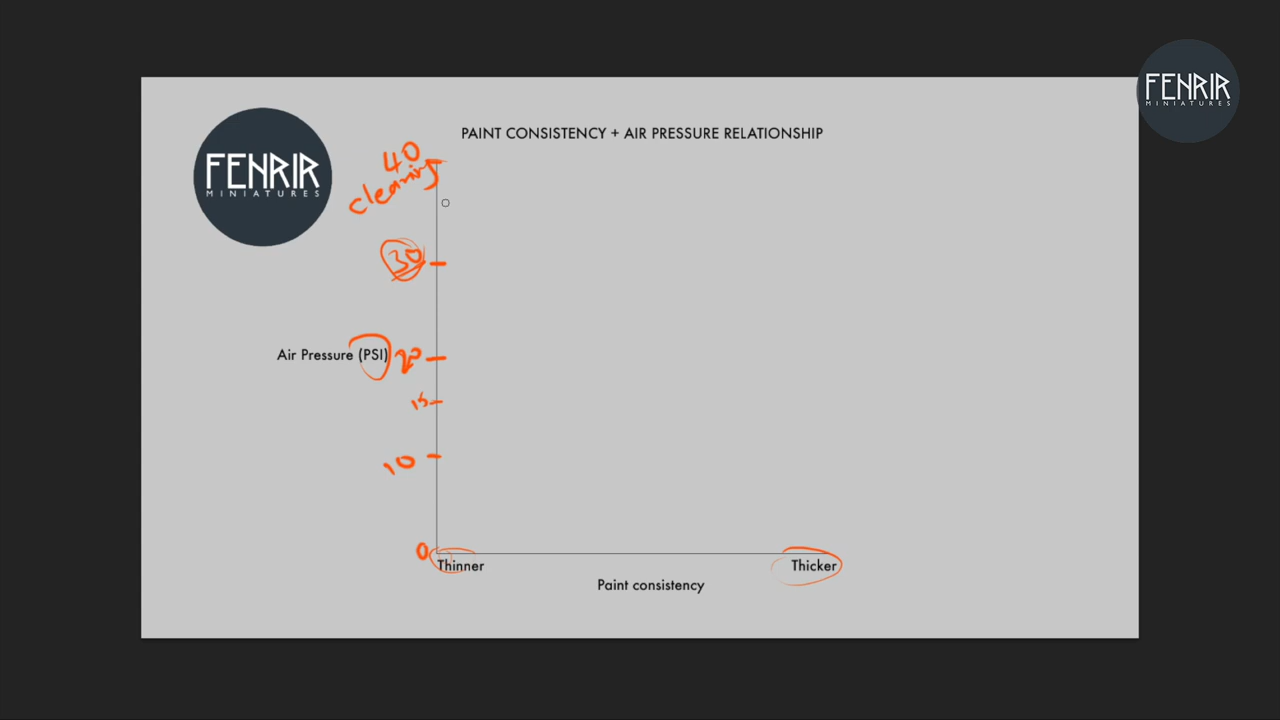 FENRIR
MINIATURES
PAINT CONSISTENCY + AIR PRESSURE RELATIONSHIP
FENRIR
MINIATURES
40
cleaning
30
Air Pressure (PSI)
20
15
10
0
Thinner
Thicker
Paint consistency